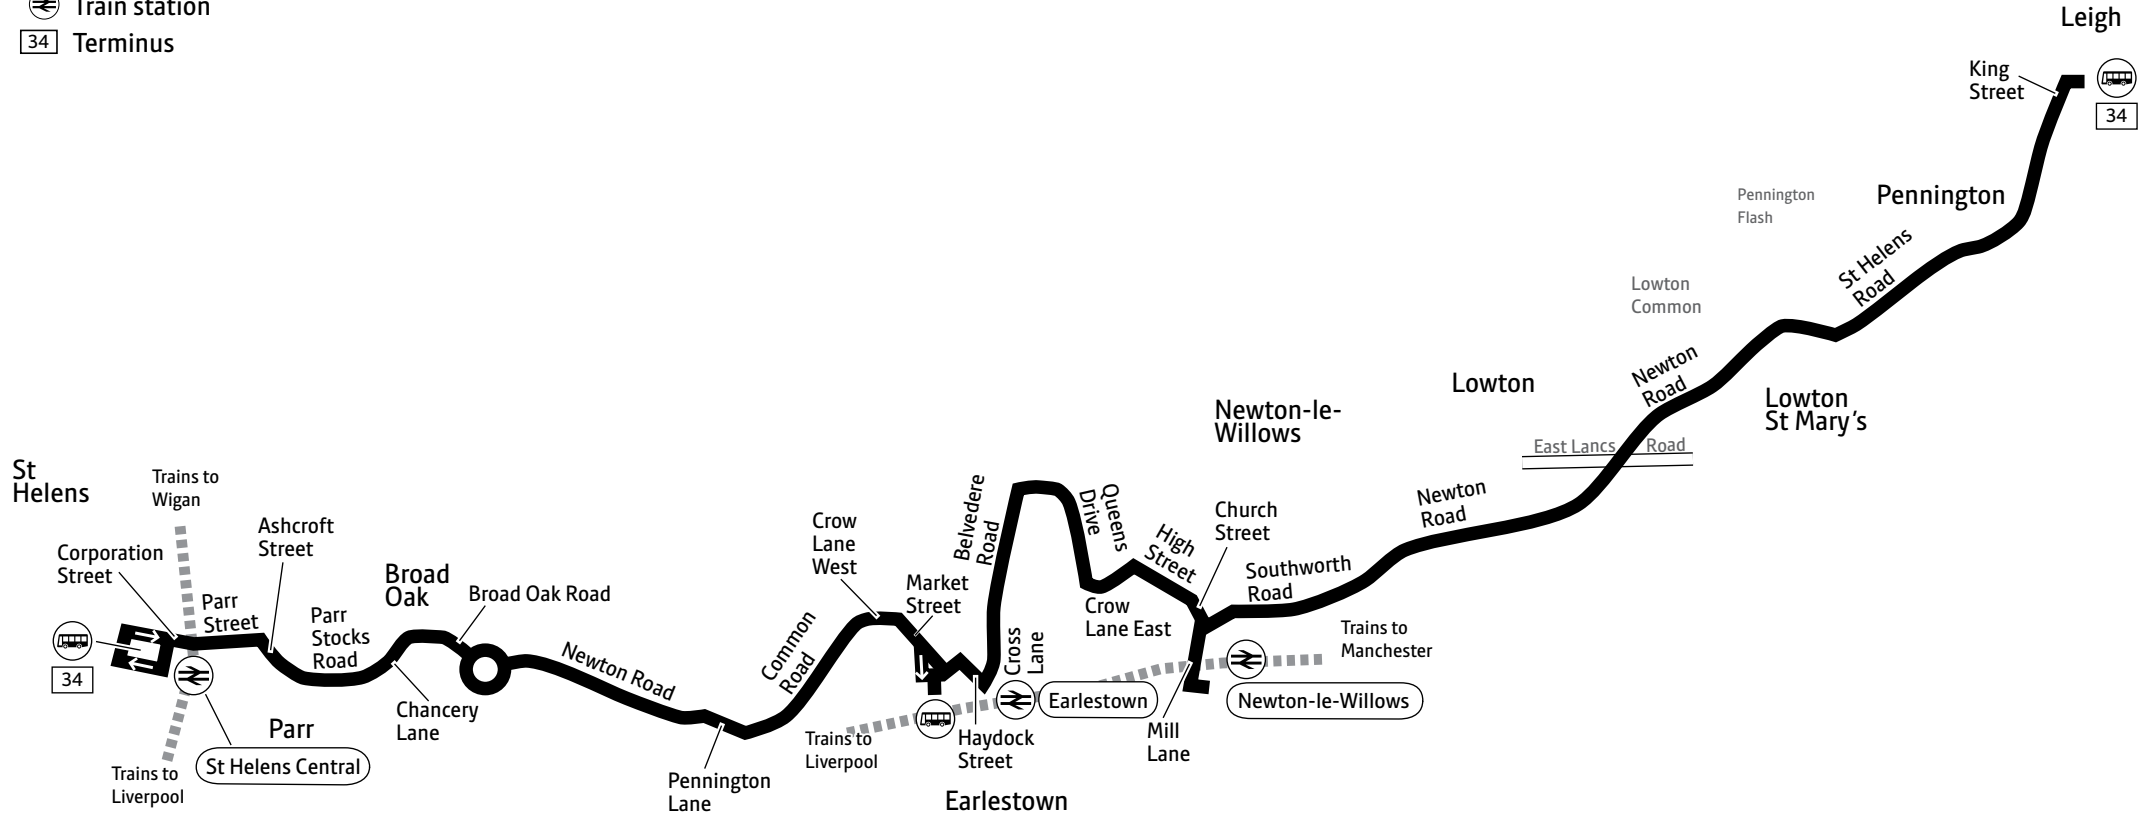 Train station
34 Terminus
Leigh
King
Street
34
Pennington
Flash
Pennington
St Helens
Road
Lowton
Common
Newton
Road
Lowton
Lowton
St Mary's
Newton-le-
Willows
East Lancs Road
Newton
Road
St
Helens
Trains to
Wigan
Corporation
Street
Ashcroft
Street
Parr
Street
34
Parr
Stocks
Road
Broad
Oak
Broad Oak Road
Chancery
Lane
Parr
St Helens Central
Trains to
Liverpool
Newton Road
Pennington
Lane
Common
Road
Crow
Lane
West
Market
Street
Trains to
Liverpool
Haydock
Street
Earlestown
Belvedere
Road
Cross
Lane
Earlestown
Queens
Drive
Crow
Lane East
High
Street
Church
Street
Southworth
Road
Mill
Lane
Newton-le-Willows
Trains to
Manchester